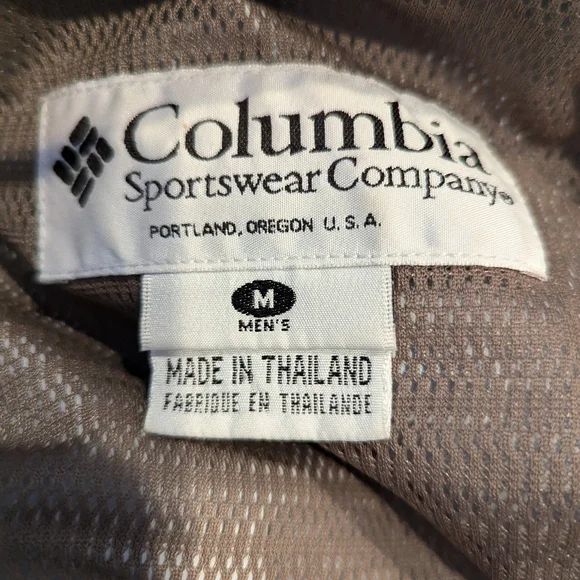 Columbia
Sportswear Company®
PORTLAND, OREGON U.S.A.
M
MEN'S
MADE IN THAILAND
FABRIQUE EN THAILANDE